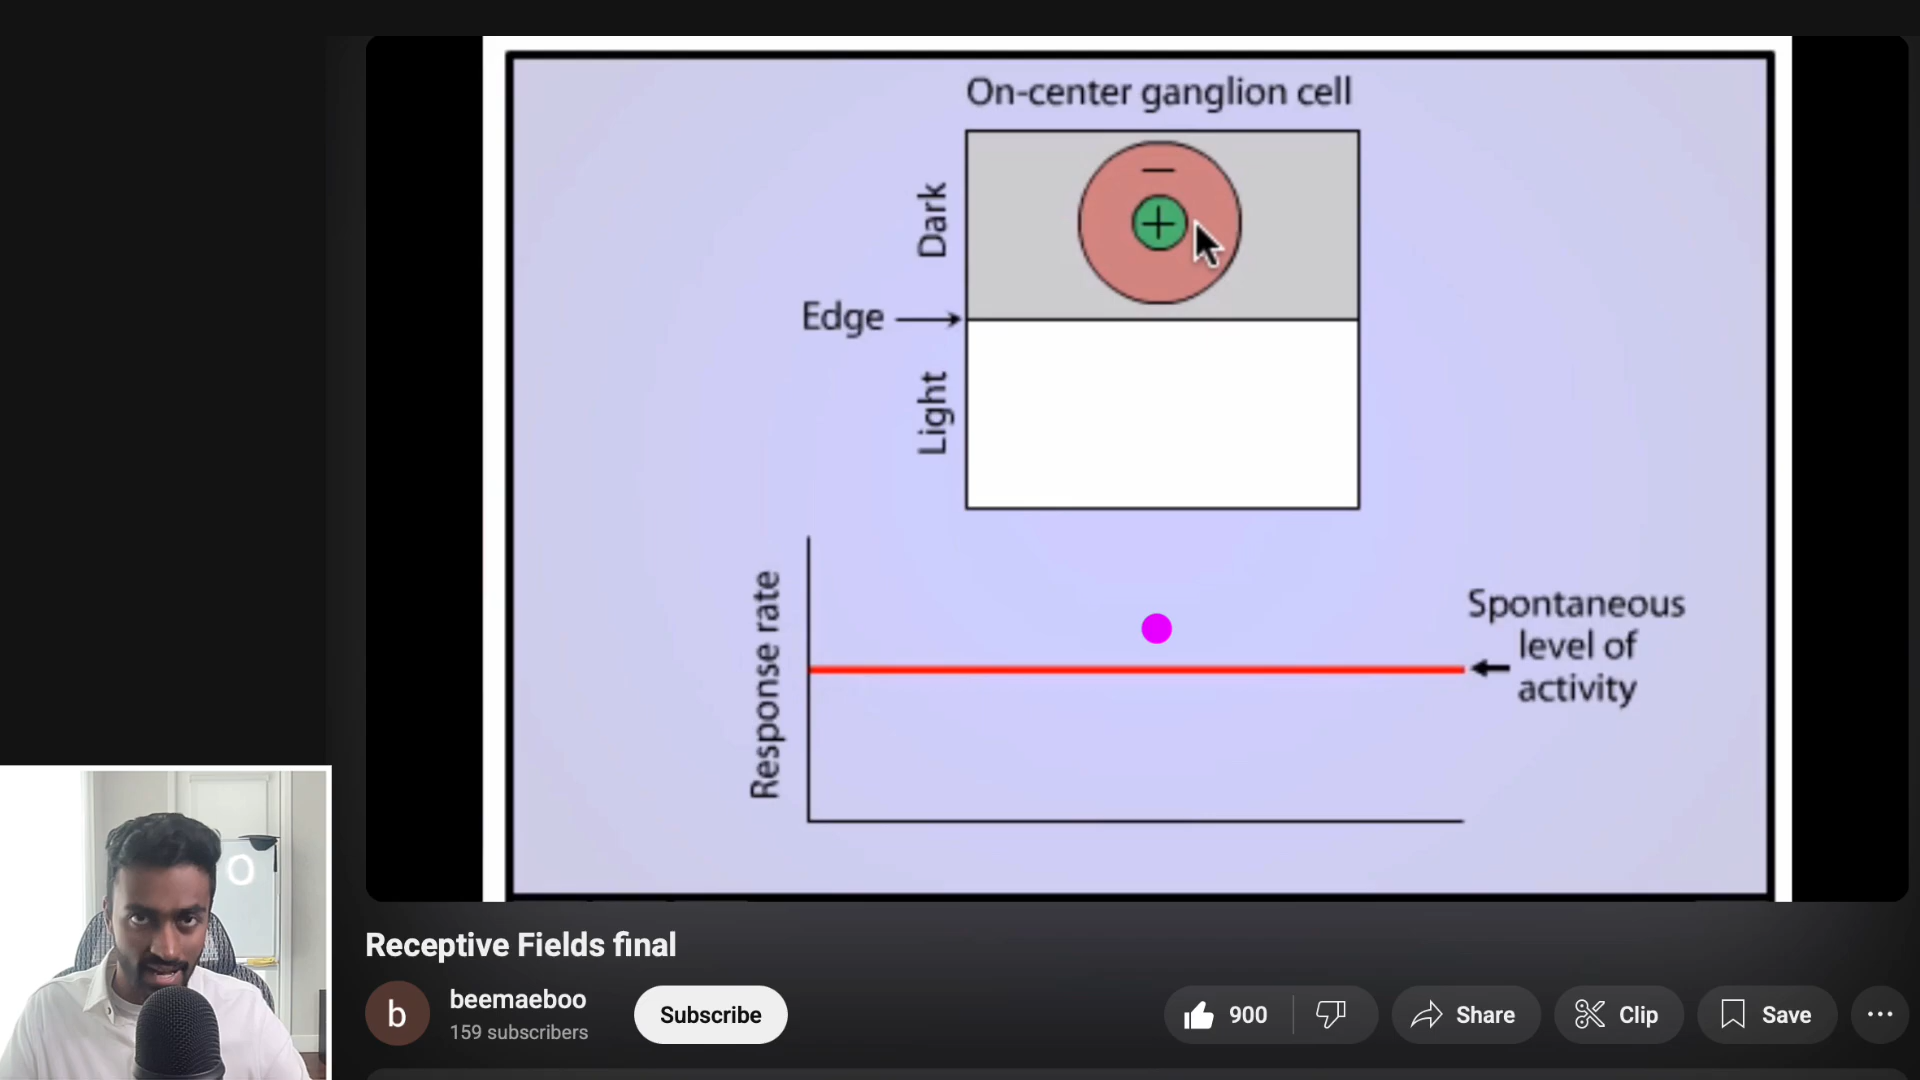 On-center ganglion cell
Dark
−
+
Edge
Light
Response rate
Spontaneous
level of
activity
Receptive Fields final
b
beemaeboo
159 subscribers
Subscribe
900
Share
Clip
Save